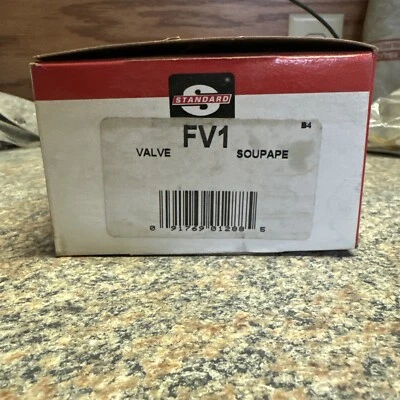 S
STANDARD
B4
FV1
VALVE SOUPAPE
0 91769 01288 6